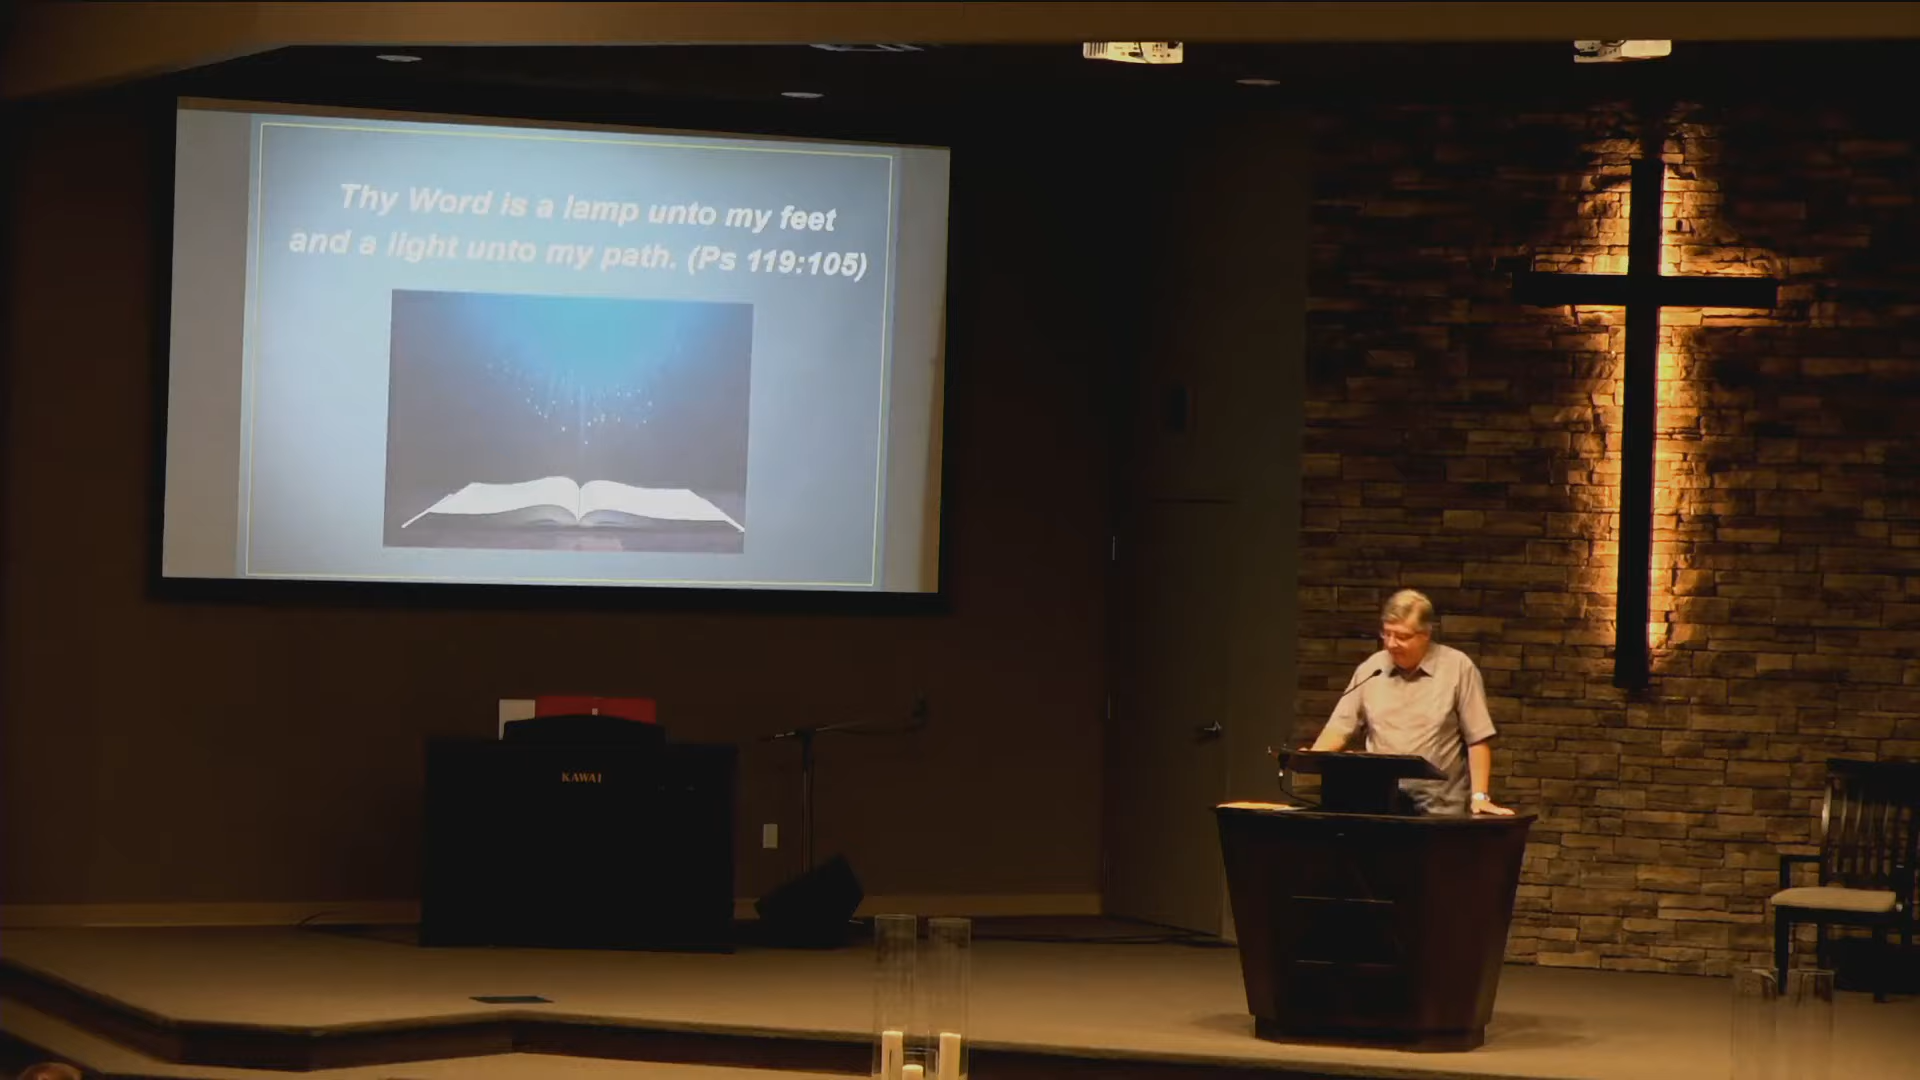 Thy Word is a lamp unto my feet
and a light unto my path. (Ps 119:105)
KAWAI